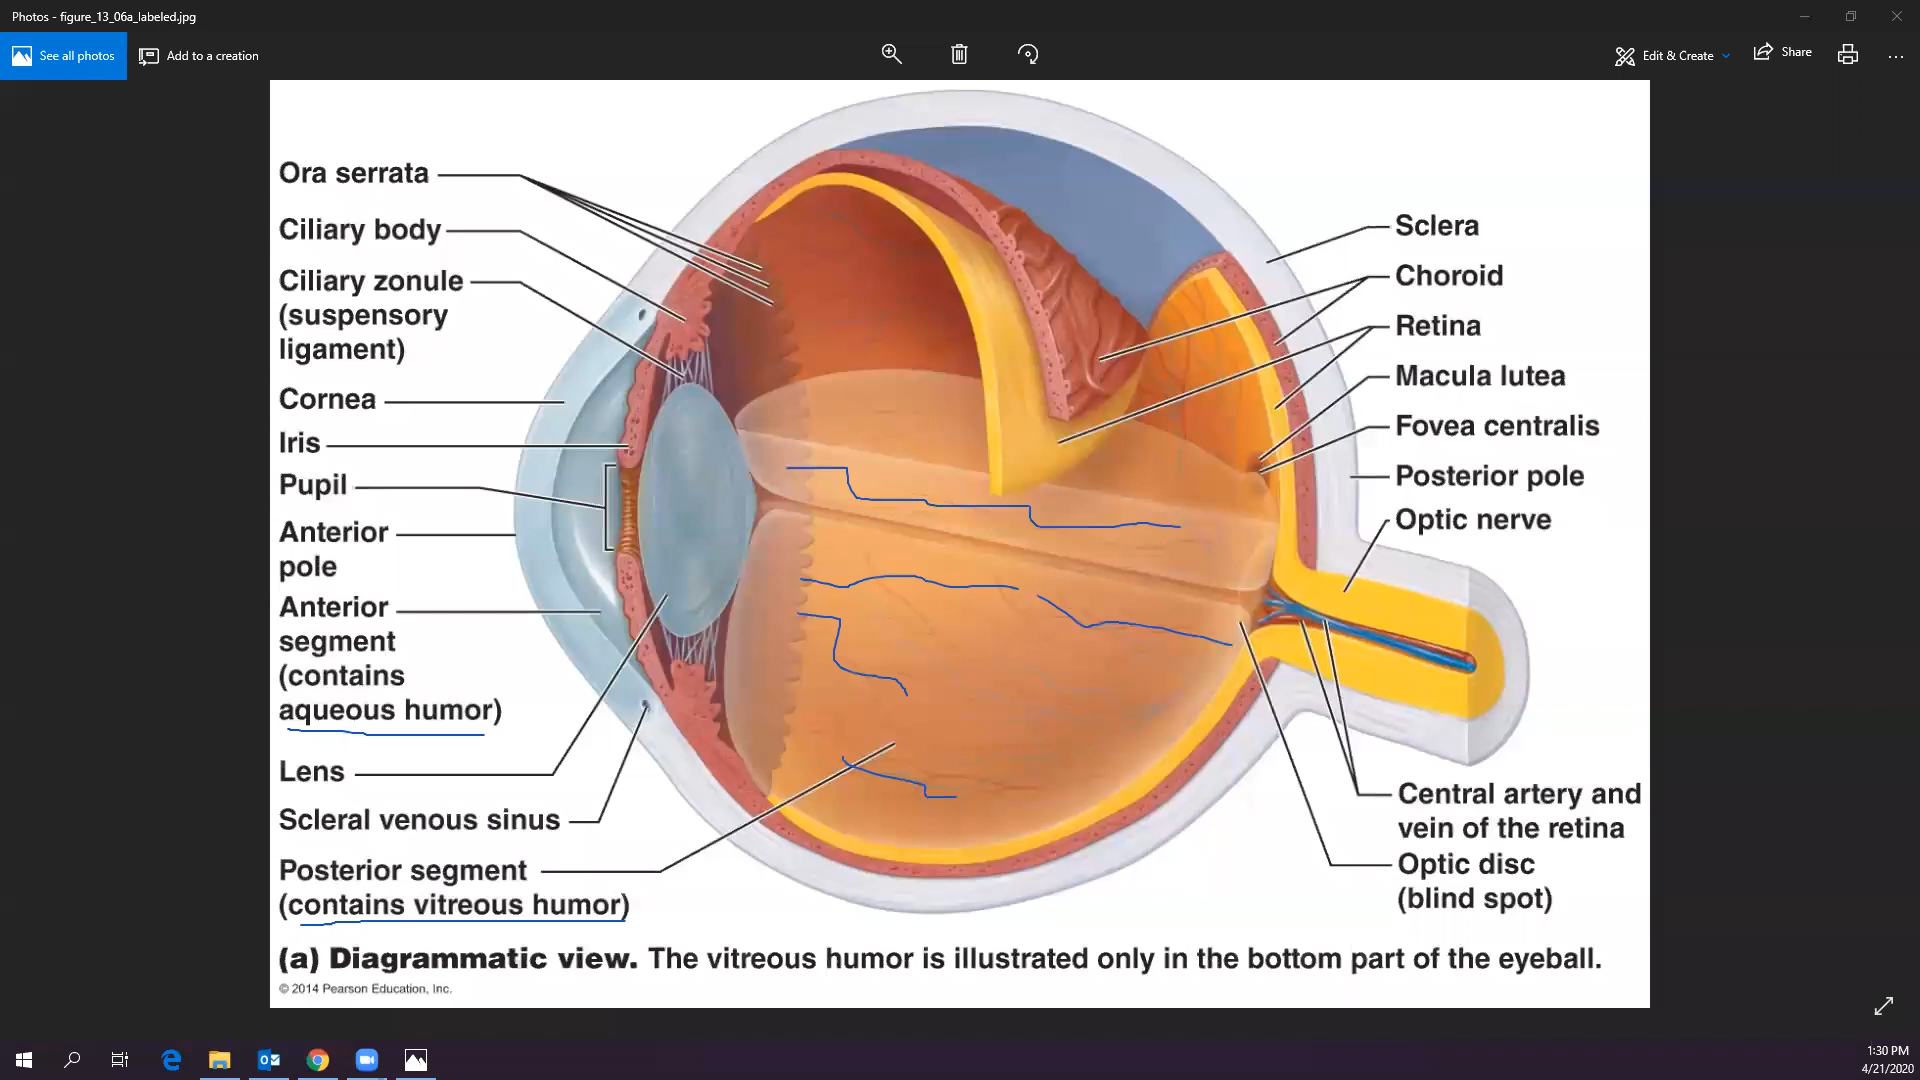 Photos - figure_13_06a_labeled.jpg
See all photos
Add to a creation
Edit & Create
Share
Ora serrata
Ciliary body
Ciliary zonule
(suspensory
ligament)
Cornea
Iris
Pupil
Anterior
pole
Anterior
segment
(contains
aqueous humor)
Lens
Scleral venous sinus
Posterior segment
(contains vitreous humor)
Sclera
Choroid
Retina
Macula lutea
Fovea centralis
Posterior pole
Optic nerve
Central artery and
vein of the retina
Optic disc
(blind spot)
(a) Diagrammatic view. The vitreous humor is illustrated only in the bottom part of the eyeball.
© 2014 Pearson Education, Inc.
1:30 PM
4/21/2020